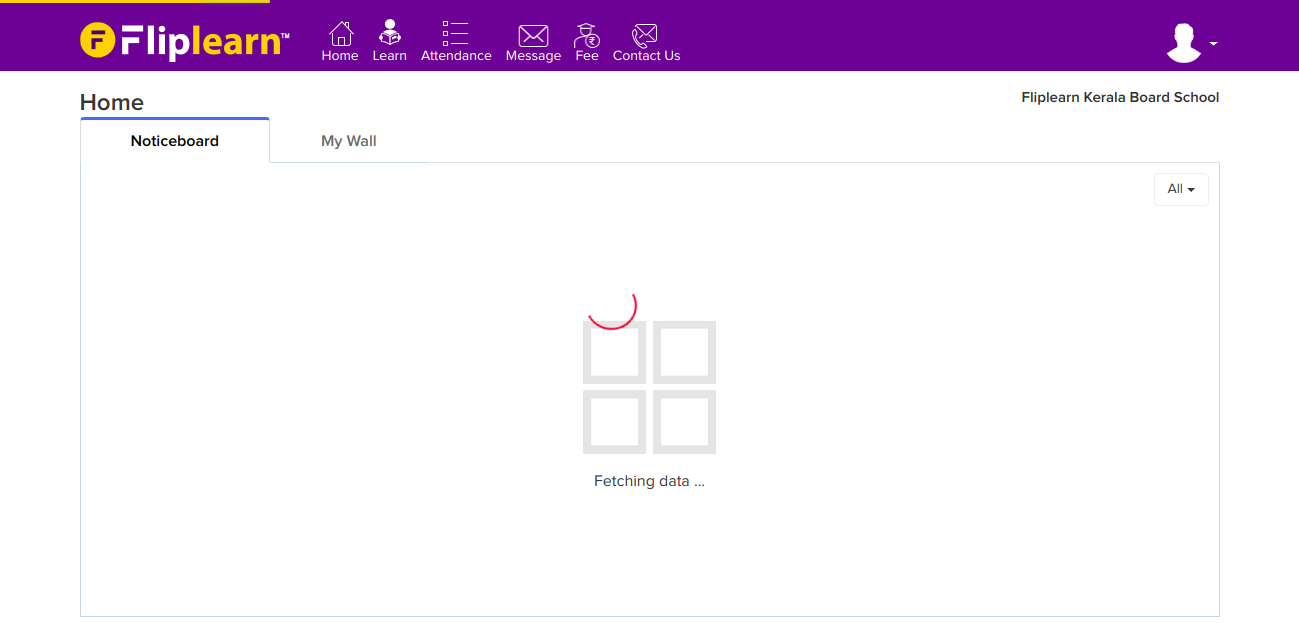 Fliplearn™
Home Learn Attendance Message Fee Contact Us
Home
Fliplearn Kerala Board School
Noticeboard My Wall
All
Fetching data ...